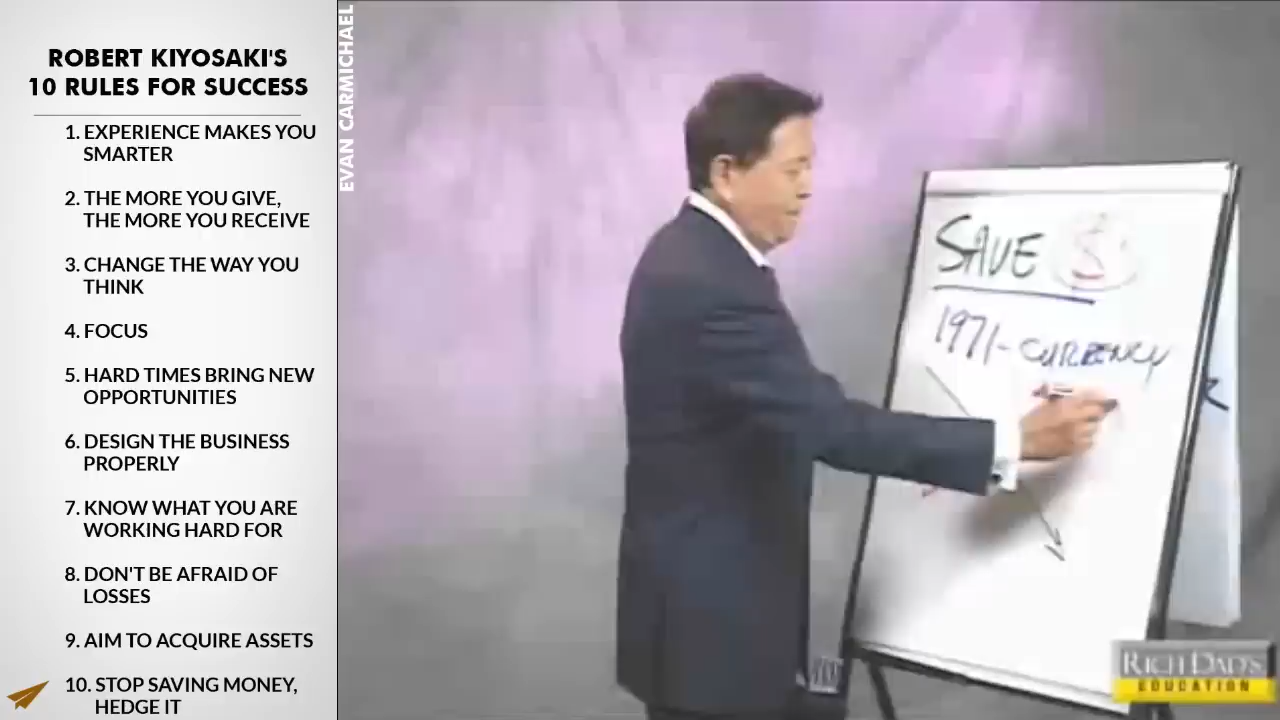 ROBERT KIYOSAKI'S
10 RULES FOR SUCCESS
1. EXPERIENCE MAKES YOU
SMARTER
2. THE MORE YOU GIVE,
THE MORE YOU RECEIVE
3. CHANGE THE WAY YOU
THINK
4. FOCUS
5. HARD TIMES BRING NEW
OPPORTUNITIES
6. DESIGN THE BUSINESS
PROPERLY
7. KNOW WHAT YOU ARE
WORKING HARD FOR
8. DON'T BE AFRAID OF
LOSSES
9. AIM TO ACQUIRE ASSETS
10. STOP SAVING MONEY,
HEDGE IT
EVAN CARMICHAEL
SAVE $
1971-CURRENCY
RICH DAD'S
EDUCATION